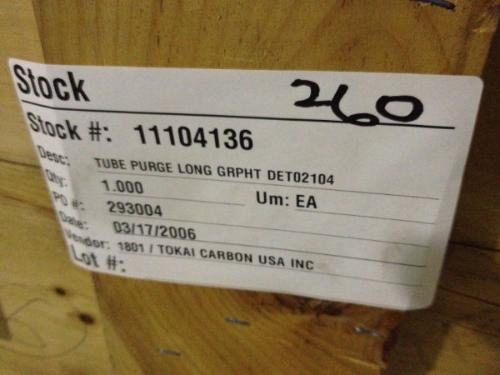 Stock 260
Stock #: 11104136
Desc: TUBE PURGE LONG GRPHT DET02104
Qty: 1.000 Um: EA
PO #: 293004
Date: 03/17/2006
Vendor: 1801 / TOKAI CARBON USA INC
Lot #: